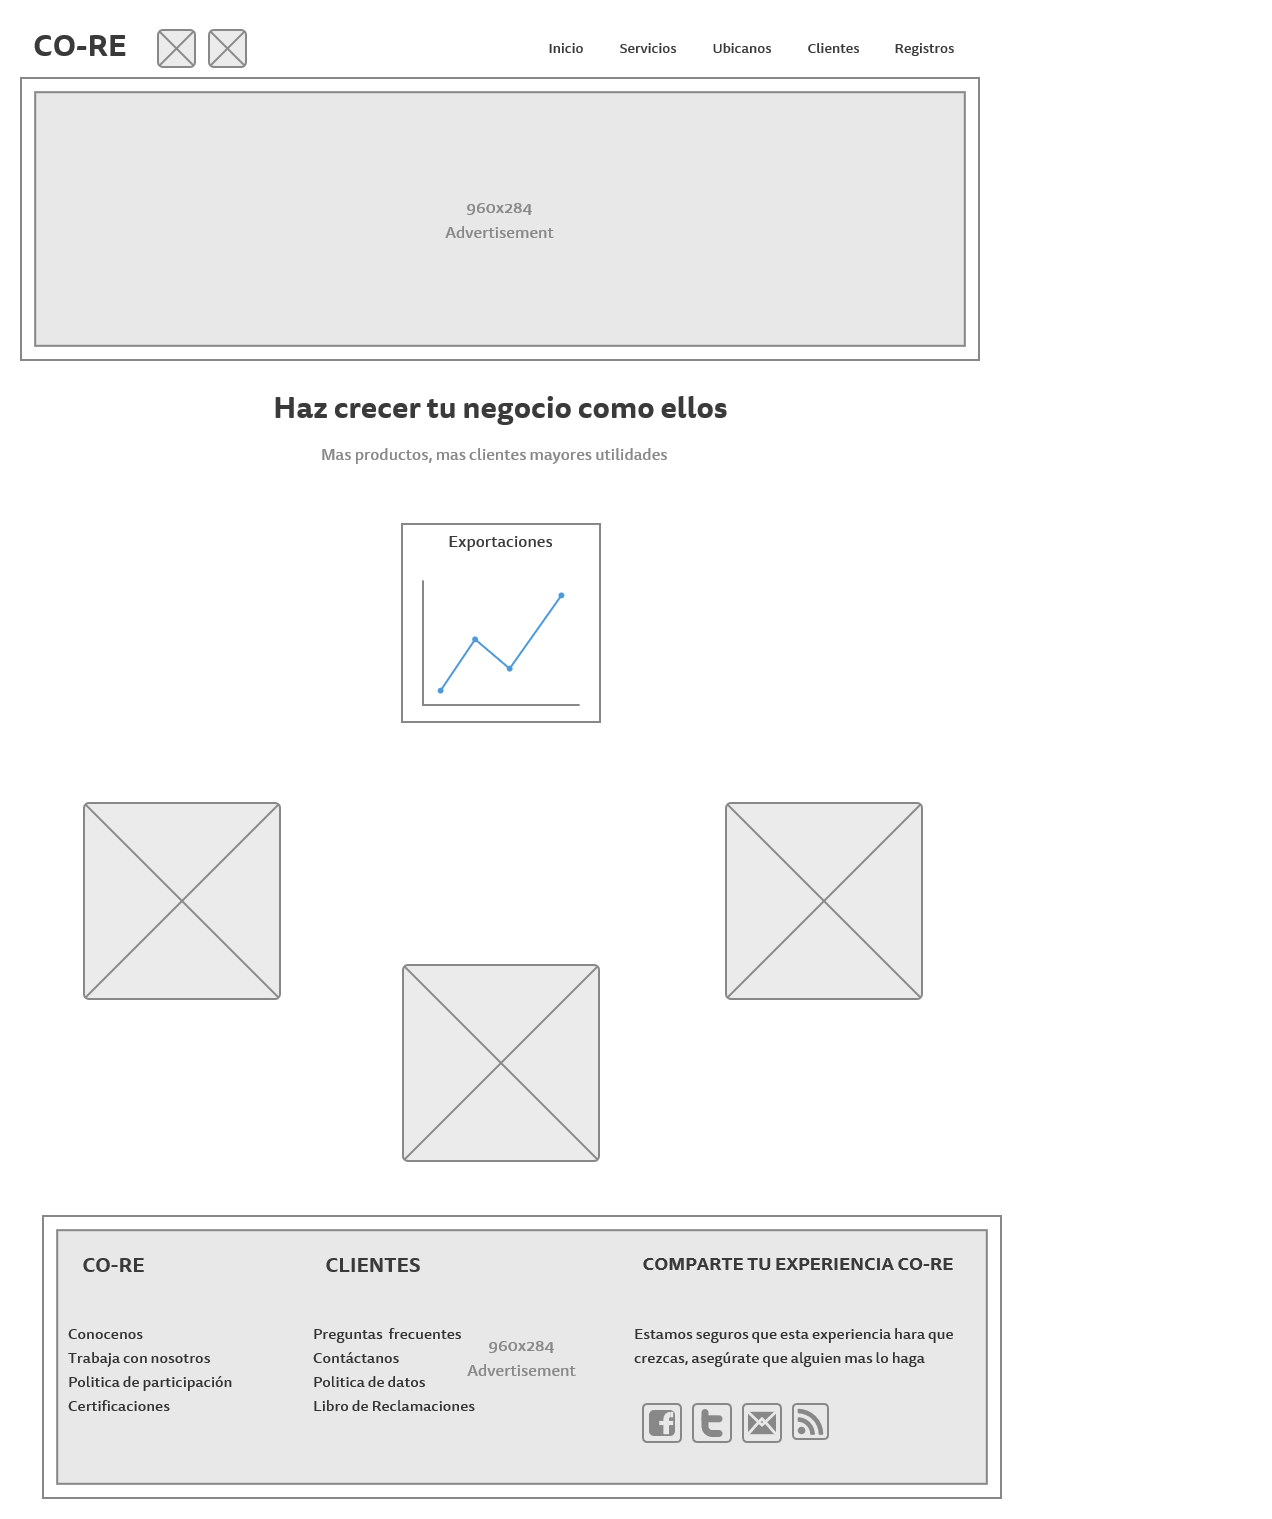 CO-RE
Inicio
Servicios
Ubicanos
Clientes
Registros
960x284
Advertisement
Haz crecer tu negocio como ellos
Mas productos, mas clientes mayores utilidades
Exportaciones
CO-RE
Conocenos
Trabaja con nosotros
Politica de participación
Certificaciones
CLIENTES
Preguntas  frecuentes
Contáctanos
Politica de datos
Libro de Reclamaciones
960x284
Advertisement
COMPARTE TU EXPERIENCIA CO-RE
Estamos seguros que esta experiencia hara que
crezcas, asegúrate que alguien mas lo haga